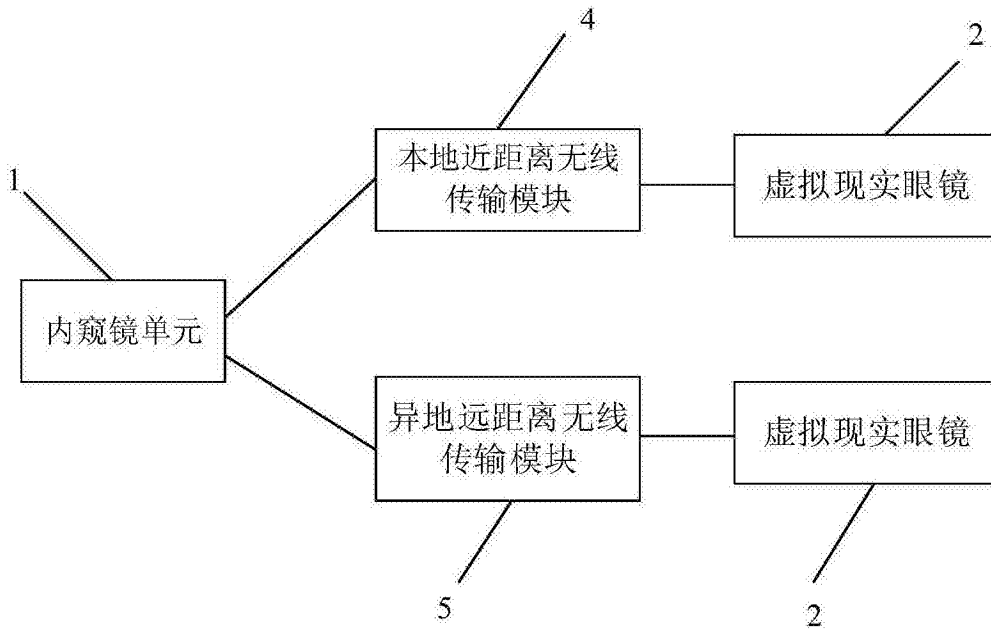 4
2
本地近距离无线
传输模块
虚拟现实眼镜
1
内窥镜单元
异地远距离无线
传输模块
虚拟现实眼镜
5
2